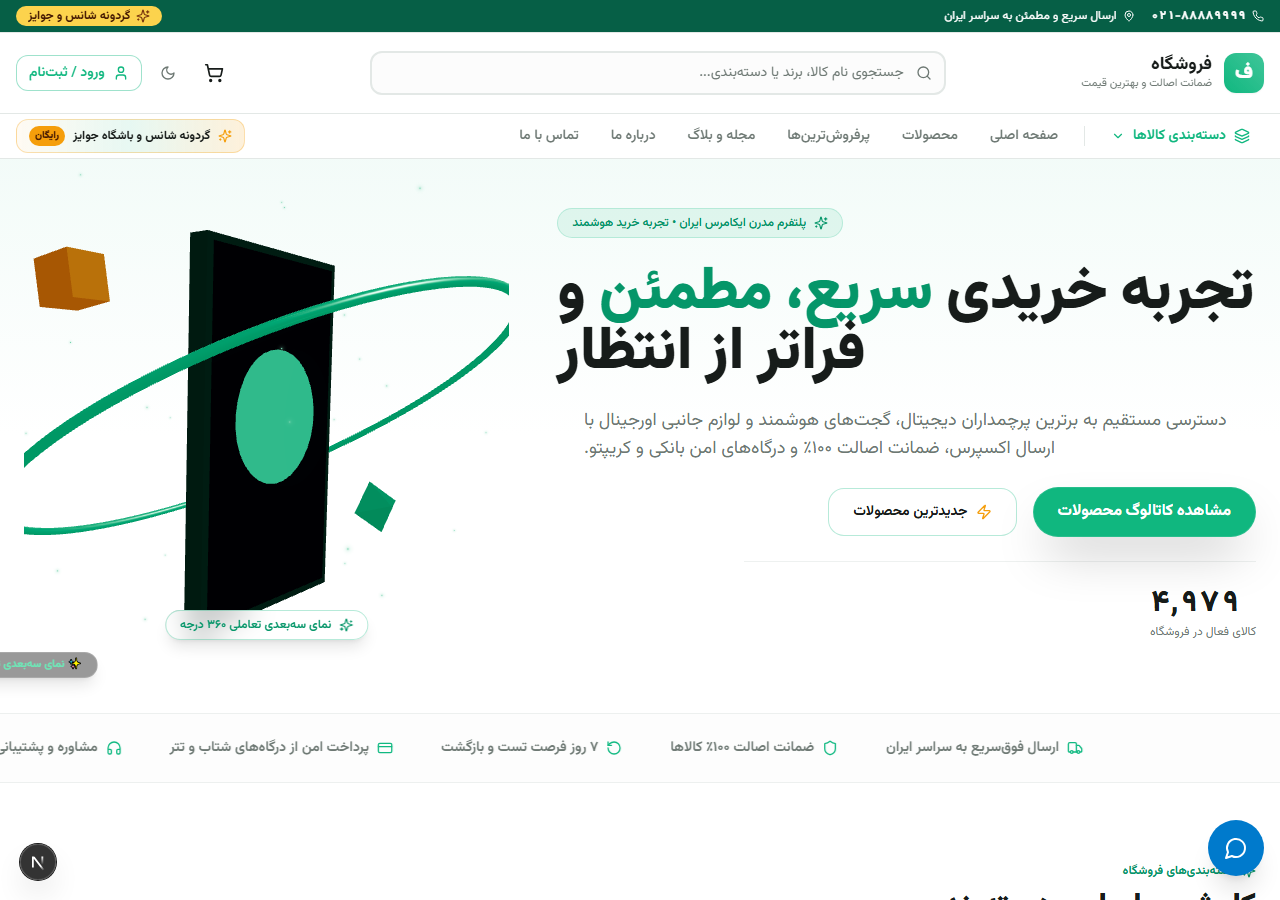 ۰۲۱-۸۸۸۸۹۹۹۹
ارسال سریع و مطمئن به سراسر ایران
گردونه شانس و جوایز
ف
فروشگاه
ضمانت اصالت و بهترین قیمت
جستجوی نام کالا، برند یا دسته‌بندی...
ورود / ثبت‌نام
دسته‌بندی کالاها
صفحه اصلی
محصولات
پرفروش‌ترین‌ها
مجله و بلاگ
درباره ما
تماس با ما
گردونه شانس و باشگاه جوایز
رایگان
پلتفرم مدرن ایکامرس ایران • تجربه خرید هوشمند
تجربه خریدی سریع، مطمئن و
فراتر از انتظار
دسترسی مستقیم به برترین پرچمداران دیجیتال، گجت‌های هوشمند و لوازم جانبی اورجینال با
ارسال اکسپرس، ضمانت اصالت ۱۰۰٪ و درگاه‌های امن بانکی و کریپتو.
مشاهده کاتالوگ محصولات
جدیدترین محصولات
۴,۹۷۹
کالای فعال در فروشگاه
نمای سه‌بعدی تعاملی ۳۶۰ درجه
نمای سه‌بعدی
ارسال فوق‌سریع به سراسر ایران
ضمانت اصالت ۱۰۰٪ کالاها
۷ روز فرصت تست و بازگشت
پرداخت امن از درگاه‌های شتاب و تتر
مشاوره و پشتیبانی
N
دسته‌بندی‌های فروشگاه